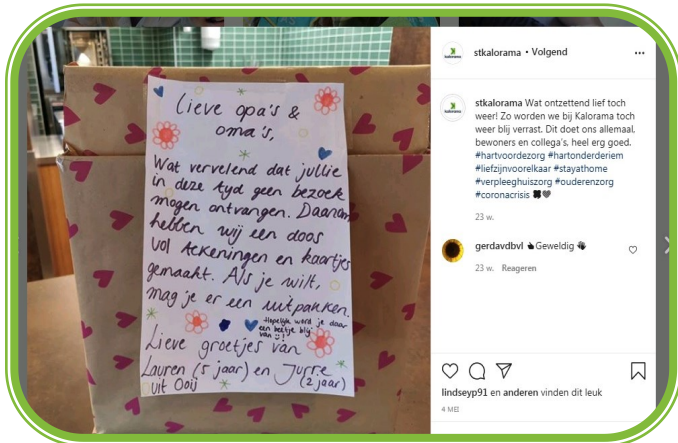 Lieve opa's &
oma's,
Wat vervelend dat jullie
in deze tyd geen bezoek
mogen ontvangen. Daarom
hebben wij een doos
vol tekeningen en kaartjes
gemaakt. Als je wilt,
mag je er een uitpakken.
Hopelijk word je daar
een beetje blij
van :)!
Lieve groetjes van
Lauren (5 jaar) en Jurre
(2 jaar)
uit Ooij
kalorama
stkalorama • Volgend
kalorama
stkalorama Wat ontzettend lief toch
weer! Zo worden we bij Kalorama toch
weer blij verrast. Dit doet ons allemaal,
bewoners en collega's, heel erg goed.
#hartvoordezorg #hartonderderiem
#liefzijnvoorelkaar #stayathome
#verpleeghuiszorg #ouderenzorg
#coronacrisis 🍀🖤
23 w.
gerdavdbvl 👍Geweldig 👏
23 w. Reageren
lindseyp91 en anderen vinden dit leuk
4 MEI